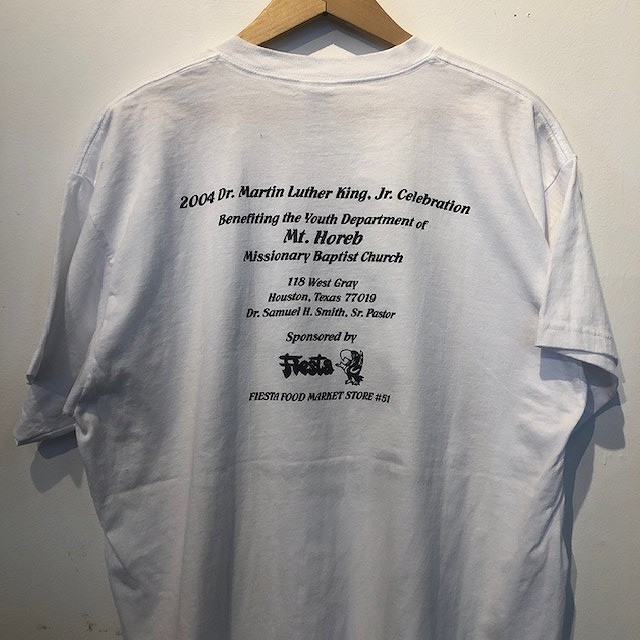 2004 Dr. Martin Luther King, Jr. Celebration
Benefiting the Youth Department of
Mt. Horeb
Missionary Baptist Church
118 West Gray
Houston, Texas 77019
Dr. Samuel H. Smith, Sr. Pastor
Sponsored by
Fiesta
FIESTA FOOD MARKET STORE #51